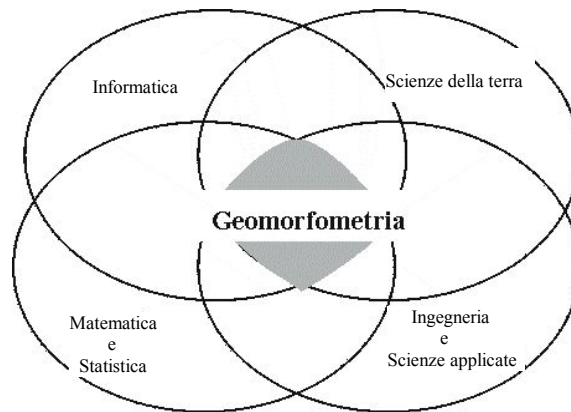 Informatica
Scienze della terra
Geomorfometria
Matematica
e
Statistica
Ingegneria
e
Scienze applicate